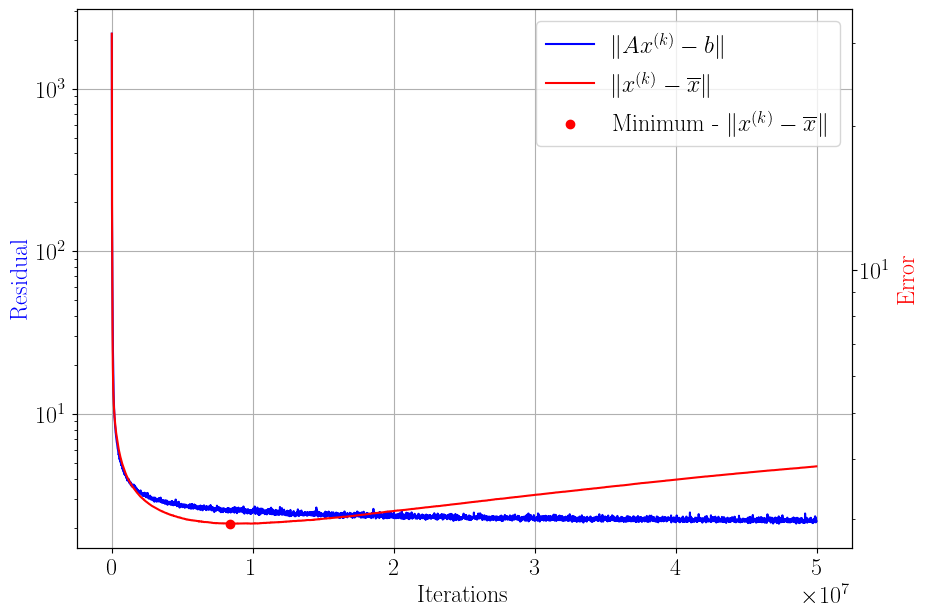 ‖Ax^{(k)} − b‖
‖x^{(k)} − x̅‖
Minimum - ‖x^{(k)} − x̅‖
Residual
10^3
10^2
10^1
Error
10^1
0 1 2 3 4 5
×10^7
Iterations